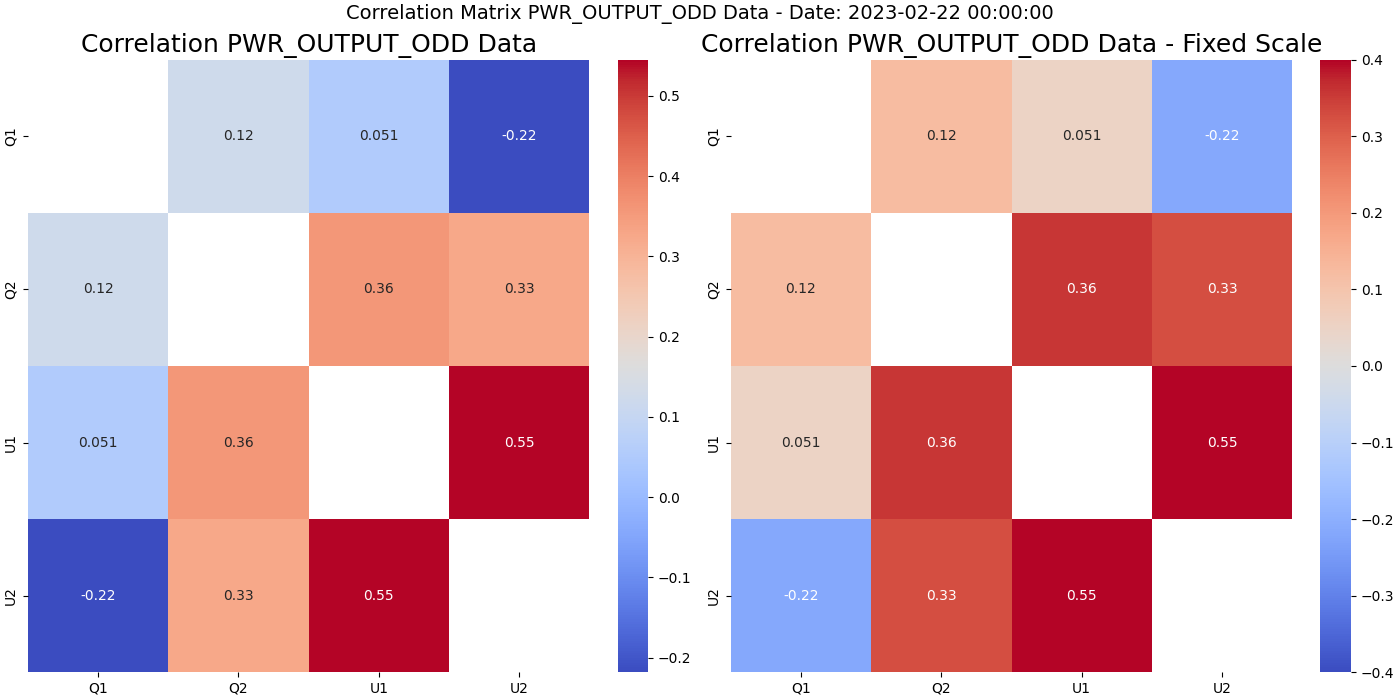 Correlation Matrix PWR_OUTPUT_ODD Data - Date: 2023-02-22 00:00:00
Correlation PWR_OUTPUT_ODD Data
Q1
0.12
0.051
-0.22
Q2
0.12
0.36
0.33
U1
0.051
0.36
0.55
U2
-0.22
0.33
0.55
Q1
Q2
U1
U2
0.5
0.4
0.3
0.2
0.1
0.0
−0.1
−0.2
Correlation PWR_OUTPUT_ODD Data - Fixed Scale
Q1
0.12
0.051
-0.22
Q2
0.12
0.36
0.33
U1
0.051
0.36
0.55
U2
-0.22
0.33
0.55
Q1
Q2
U1
U2
0.4
0.3
0.2
0.1
0.0
−0.1
−0.2
−0.3
−0.4